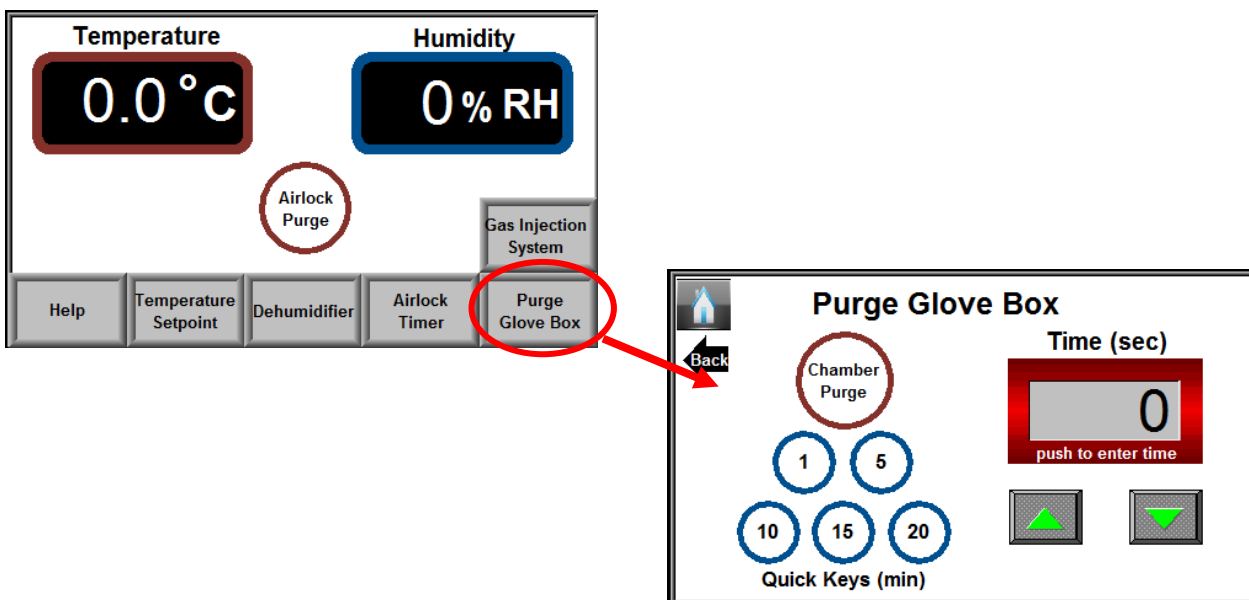 Temperature
Humidity
0.0 °C
0 % RH
Airlock
Purge
Gas Injection
System
Help
Temperature
Setpoint
Dehumidifier
Airlock
Timer
Purge
Glove Box
Purge Glove Box
Back
Chamber
Purge
Time (sec)
0
push to enter time
1
5
10
15
20
Quick Keys (min)